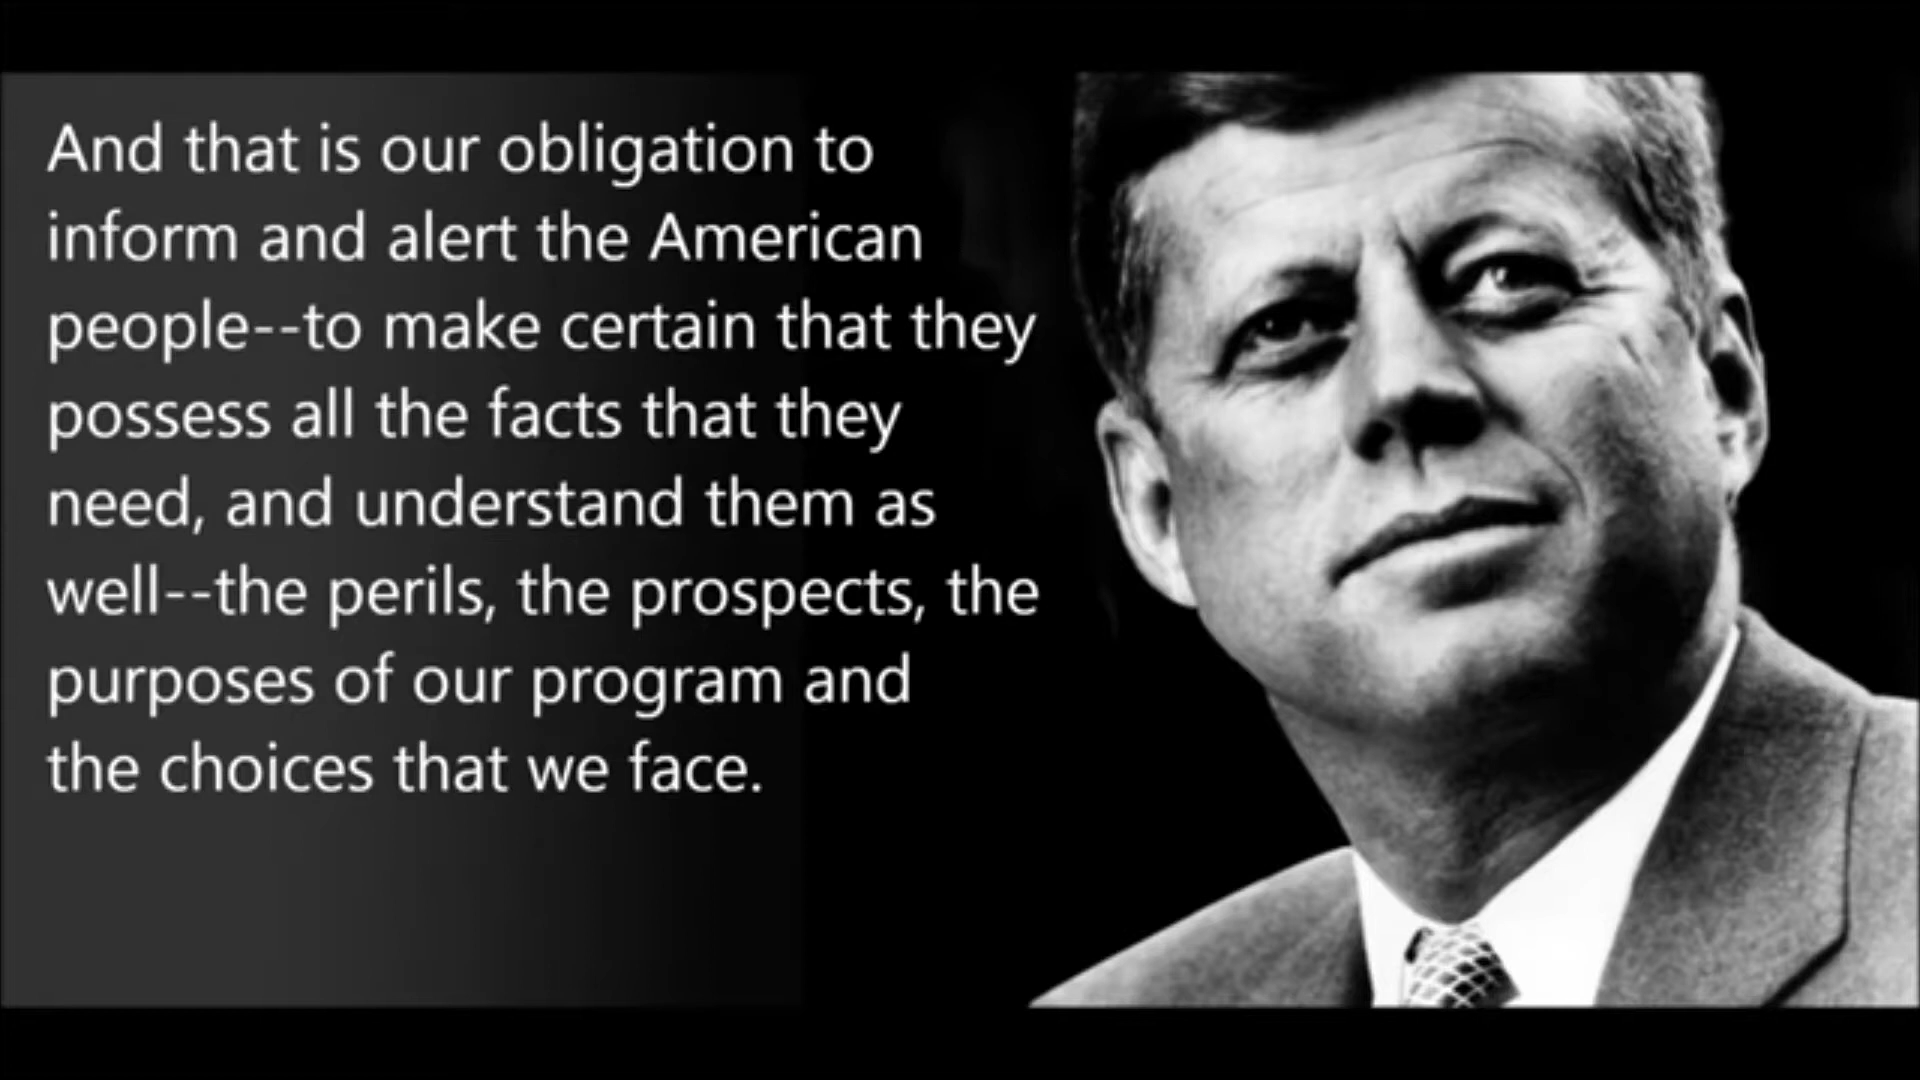 And that is our obligation to
inform and alert the American
people--to make certain that they
possess all the facts that they
need, and understand them as
well--the perils, the prospects, the
purposes of our program and
the choices that we face.